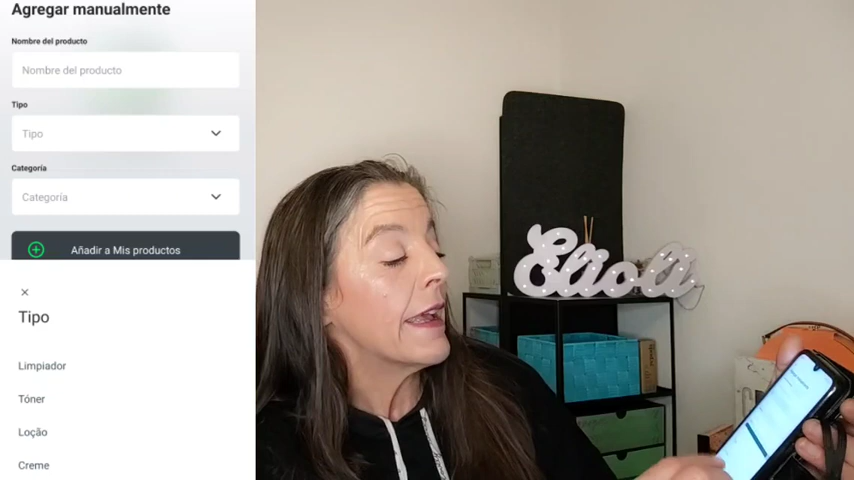 Agregar manualmente
Nombre del producto
Nombre del producto
Tipo
Tipo
Categoría
Categoría
Añadir a Mis productos
Tipo
Limpiador
Tóner
Loção
Creme
Elioli